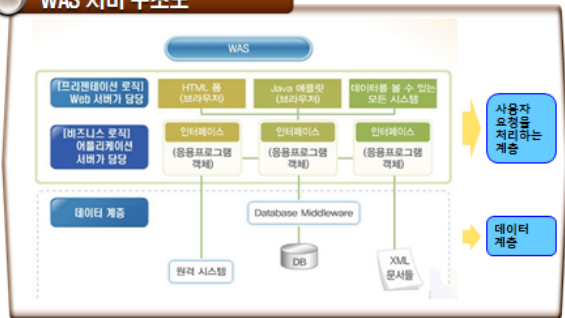 WAS 서버 구조도
WAS
[프리젠테이션 로직]
Web 서버가 담당
HTML 폼
(브라우저)
Java 애플릿
(브라우저)
데이터를 볼 수 있는
모든 시스템
[비즈니스 로직]
어플리케이션
서버가 담당
인터페이스
(응용프로그램
객체)
인터페이스
(응용프로그램
객체)
인터페이스
(응용프로그램
객체)
사용자
요청을
처리하는
계층
데이터 계층
Database Middleware
원격 시스템
DB
XML
문서들
데이터
계층